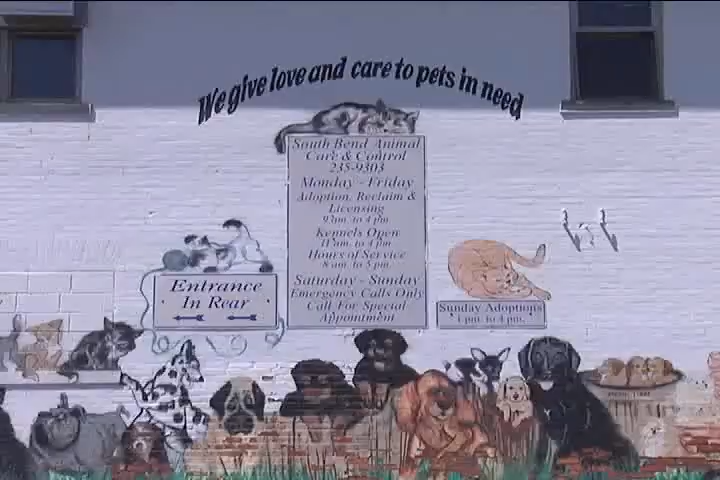 We give love and care to pets in need
South Bend Animal
Care & Control
235-9303
Monday - Friday
Adoption, Reclaim &
Licensing
9 am. to 4 pm.
Kennels Open
11 am. to 4 pm.
Hours of Service
8 am. to 5 pm.
Saturday - Sunday
Emergency Calls Only
Call For Special
Appointment
Entrance
In Rear
Sunday Adoptions
1 pm. to 4 pm.